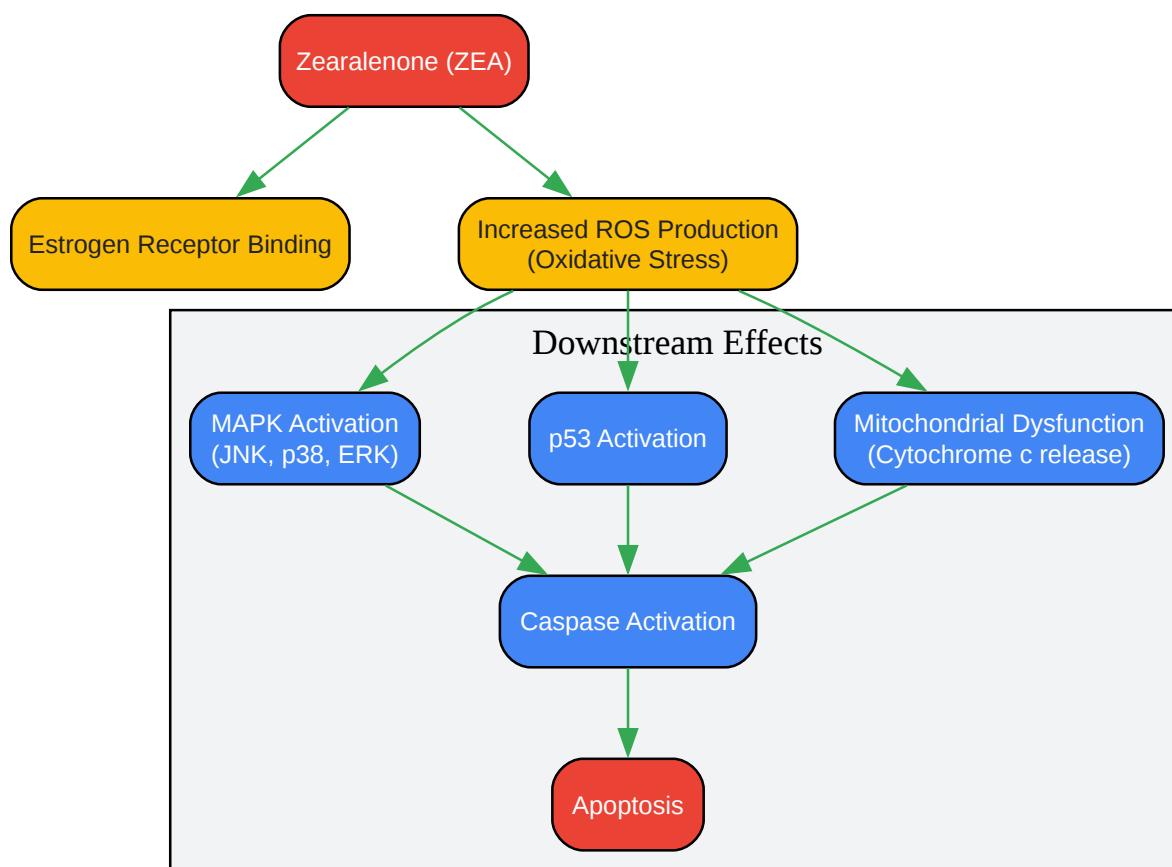 Zearalenone (ZEA)
Estrogen Receptor Binding
Increased ROS Production
(Oxidative Stress)
Downstream Effects
MAPK Activation
(JNK, p38, ERK)
p53 Activation
Mitochondrial Dysfunction
(Cytochrome c release)
Caspase Activation
Apoptosis